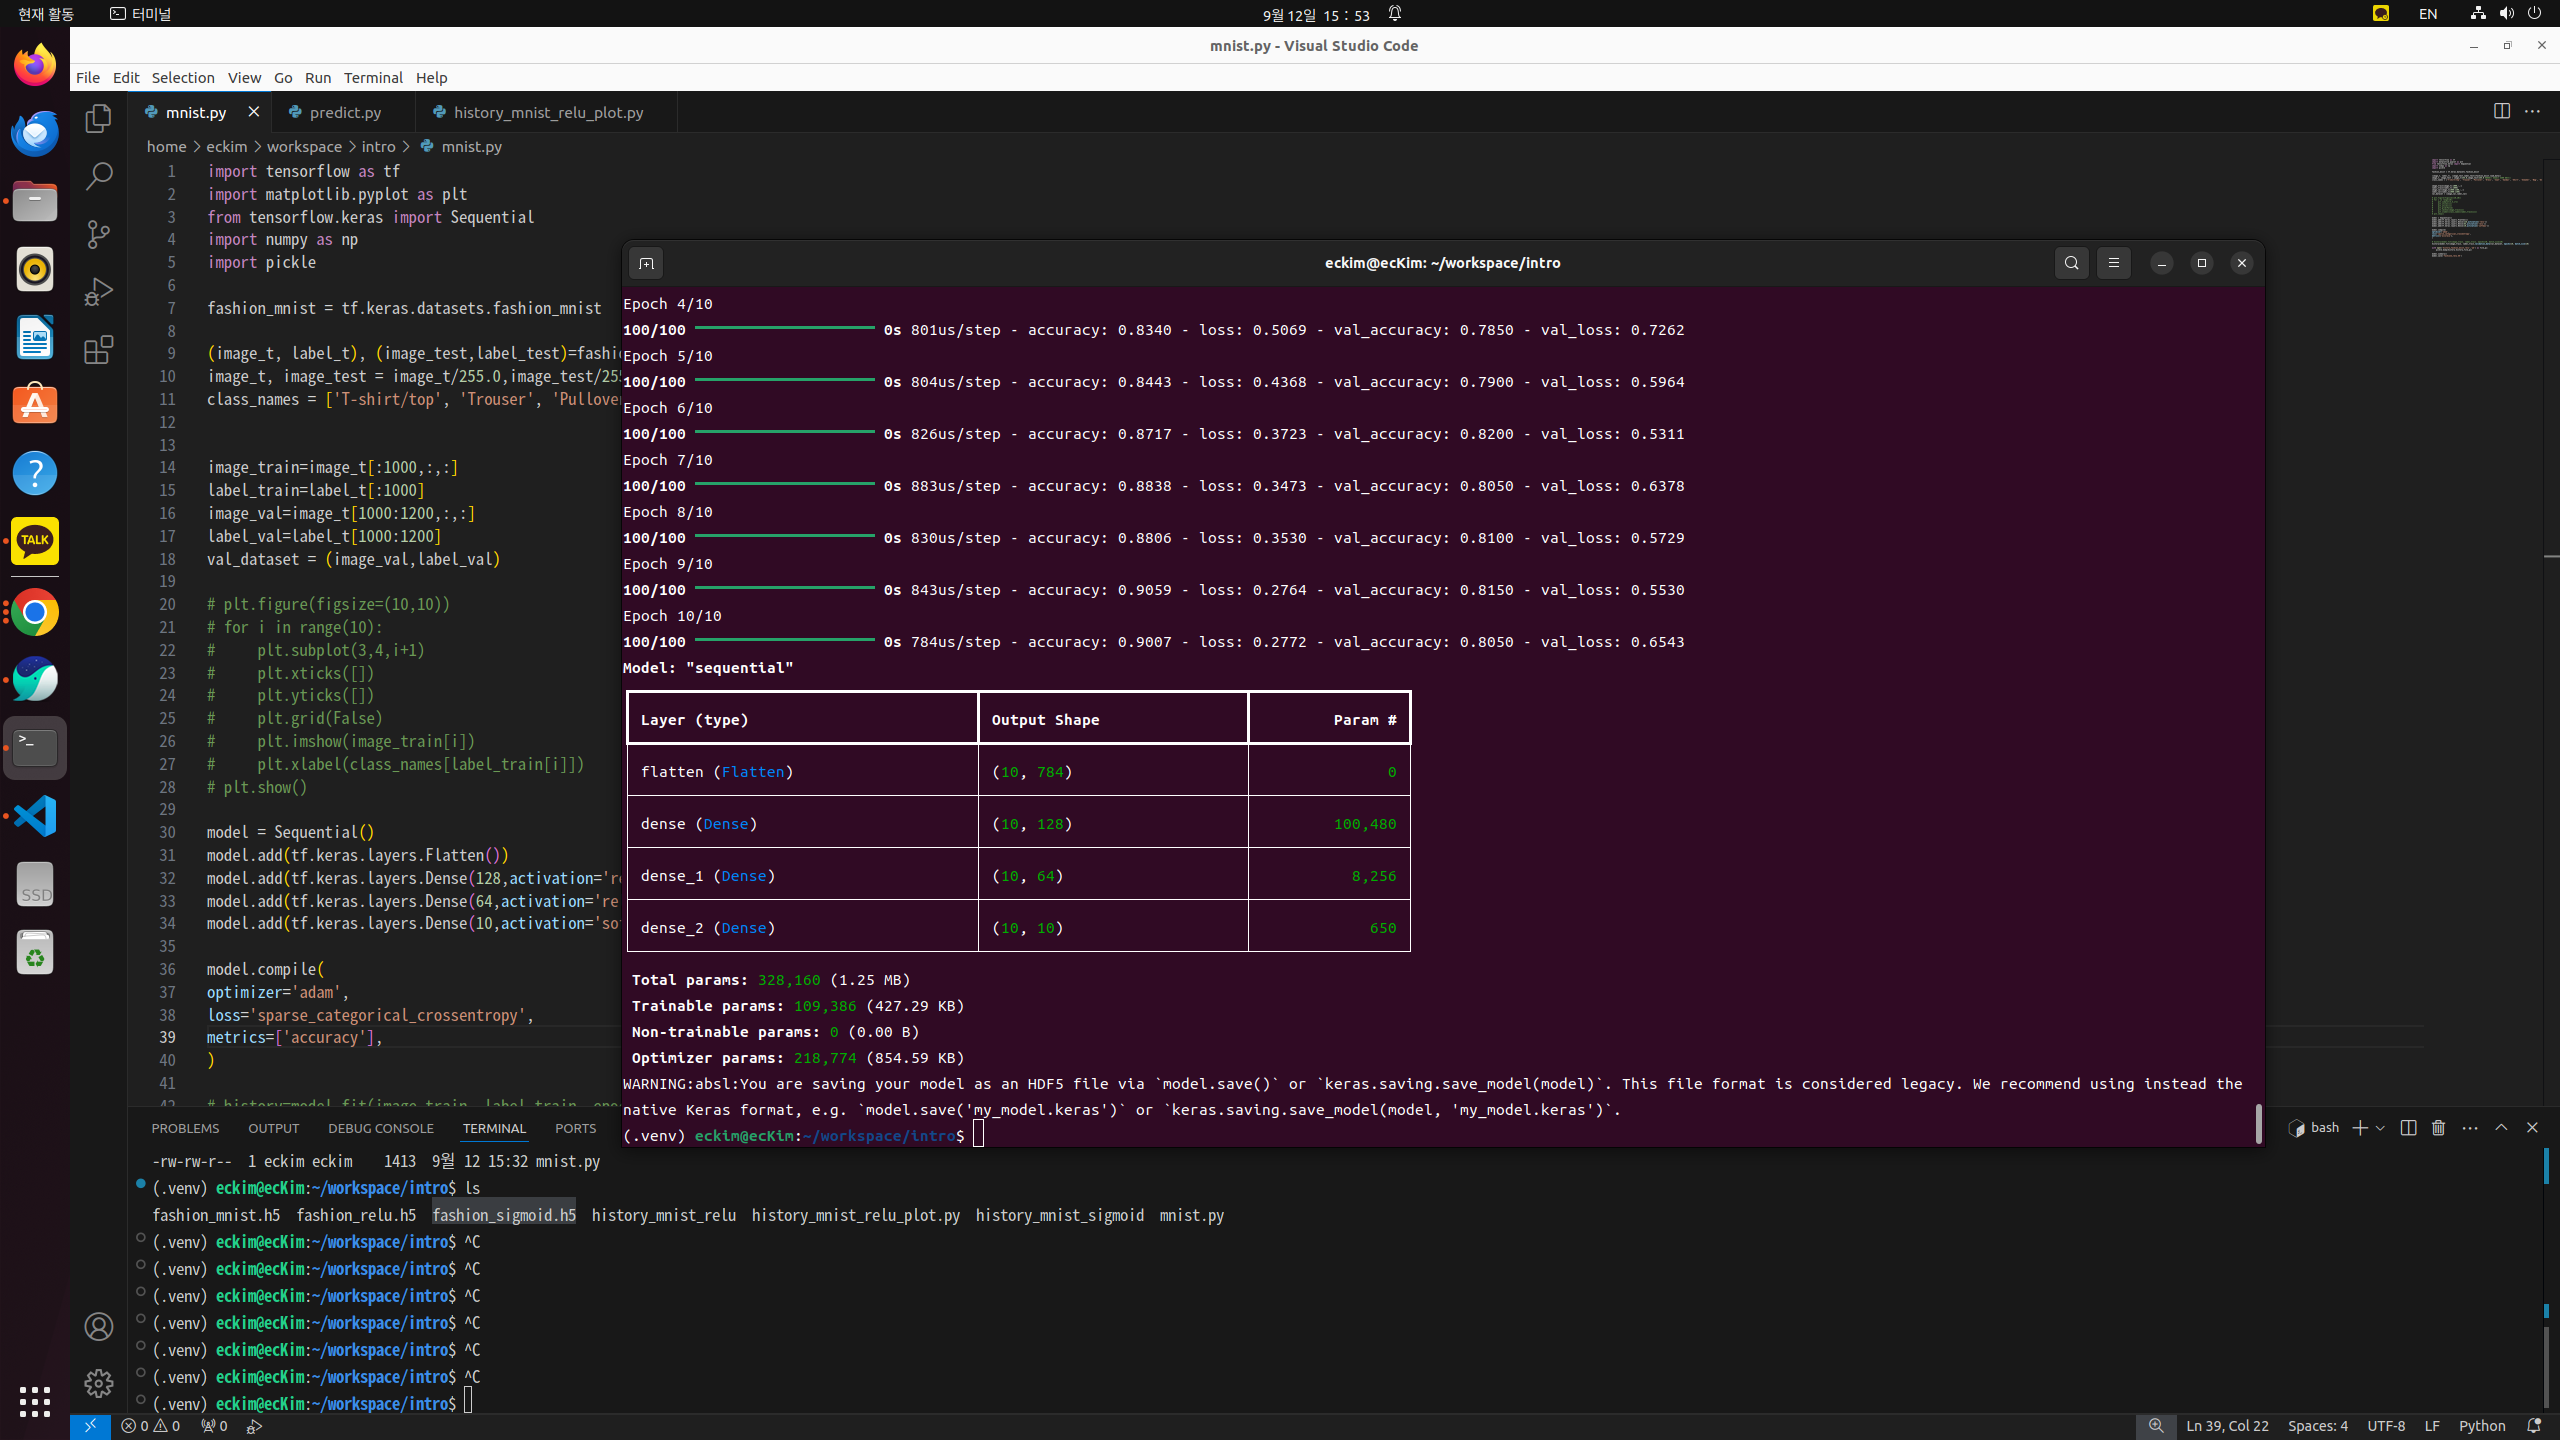 현재 활동 터미널 9월 12일 15 : 53 EN
mnist.py - Visual Studio Code
File Edit Selection View Go Run Terminal Help
mnist.py predict.py history_mnist_relu_plot.py
home > eckim > workspace > intro > mnist.py
1 import tensorflow as tf
2 import matplotlib.pyplot as plt
3 from tensorflow.keras import Sequential
4 import numpy as np
5 import pickle
6
7 fashion_mnist = tf.keras.datasets.fashion_mnist
8
9 (image_t, label_t), (image_test,label_test)=fashi
10 image_t, image_test = image_t/255.0,image_test/25
11 class_names = ['T-shirt/top', 'Trouser', 'Pullover
12
13
14 image_train=image_t[:1000,:,:]
15 label_train=label_t[:1000]
16 image_val=image_t[1000:1200,:,:]
17 label_val=label_t[1000:1200]
18 val_dataset = (image_val,label_val)
19
20 # plt.figure(figsize=(10,10))
21 # for i in range(10):
22 #     plt.subplot(3,4,i+1)
23 #     plt.xticks([])
24 #     plt.yticks([])
25 #     plt.grid(False)
26 #     plt.imshow(image_train[i])
27 #     plt.xlabel(class_names[label_train[i]])
28 # plt.show()
29
30 model = Sequential()
31 model.add(tf.keras.layers.Flatten())
32 model.add(tf.keras.layers.Dense(128,activation='r
33 model.add(tf.keras.layers.Dense(64,activation='re
34 model.add(tf.keras.layers.Dense(10,activation='so
35
36 model.compile(
37 optimizer='adam',
38 loss='sparse_categorical_crossentropy',
39 metrics=['accuracy'],
40 )
41
eckim@ecKim: ~/workspace/intro
Epoch 4/10
100/100 0s 801us/step - accuracy: 0.8340 - loss: 0.5069 - val_accuracy: 0.7850 - val_loss: 0.7262
Epoch 5/10
100/100 0s 804us/step - accuracy: 0.8443 - loss: 0.4368 - val_accuracy: 0.7900 - val_loss: 0.5964
Epoch 6/10
100/100 0s 826us/step - accuracy: 0.8717 - loss: 0.3723 - val_accuracy: 0.8200 - val_loss: 0.5311
Epoch 7/10
100/100 0s 883us/step - accuracy: 0.8838 - loss: 0.3473 - val_accuracy: 0.8050 - val_loss: 0.6378
Epoch 8/10
100/100 0s 830us/step - accuracy: 0.8806 - loss: 0.3530 - val_accuracy: 0.8100 - val_loss: 0.5729
Epoch 9/10
100/100 0s 843us/step - accuracy: 0.9059 - loss: 0.2764 - val_accuracy: 0.8150 - val_loss: 0.5530
Epoch 10/10
100/100 0s 784us/step - accuracy: 0.9007 - loss: 0.2772 - val_accuracy: 0.8050 - val_loss: 0.6543
Model: "sequential"
Layer (type) Output Shape Param #
flatten (Flatten) (10, 784) 0
dense (Dense) (10, 128) 100,480
dense_1 (Dense) (10, 64) 8,256
dense_2 (Dense) (10, 10) 650
Total params: 328,160 (1.25 MB)
Trainable params: 109,386 (427.29 KB)
Non-trainable params: 0 (0.00 B)
Optimizer params: 218,774 (854.59 KB)
WARNING:absl:You are saving your model as an HDF5 file via `model.save()` or `keras.saving.save_model(model)`. This file format is considered legacy. We recommend using instead the
native Keras format, e.g. `model.save('my_model.keras')` or `keras.saving.save_model(model, 'my_model.keras')`.
(.venv) eckim@ecKim:~/workspace/intro$
PROBLEMS OUTPUT DEBUG CONSOLE TERMINAL PORTS bash
-rw-rw-r-- 1 eckim eckim 1413 9월 12 15:32 mnist.py
(.venv) eckim@ecKim:~/workspace/intro$ ls
fashion_mnist.h5 fashion_relu.h5 fashion_sigmoid.h5 history_mnist_relu history_mnist_relu_plot.py history_mnist_sigmoid mnist.py
(.venv) eckim@ecKim:~/workspace/intro$ ^C
(.venv) eckim@ecKim:~/workspace/intro$ ^C
(.venv) eckim@ecKim:~/workspace/intro$ ^C
(.venv) eckim@ecKim:~/workspace/intro$ ^C
(.venv) eckim@ecKim:~/workspace/intro$ ^C
(.venv) eckim@ecKim:~/workspace/intro$ ^C
(.venv) eckim@ecKim:~/workspace/intro$
0 0 0 Ln 39, Col 22 Spaces: 4 UTF-8 LF Python
TALK
SSD